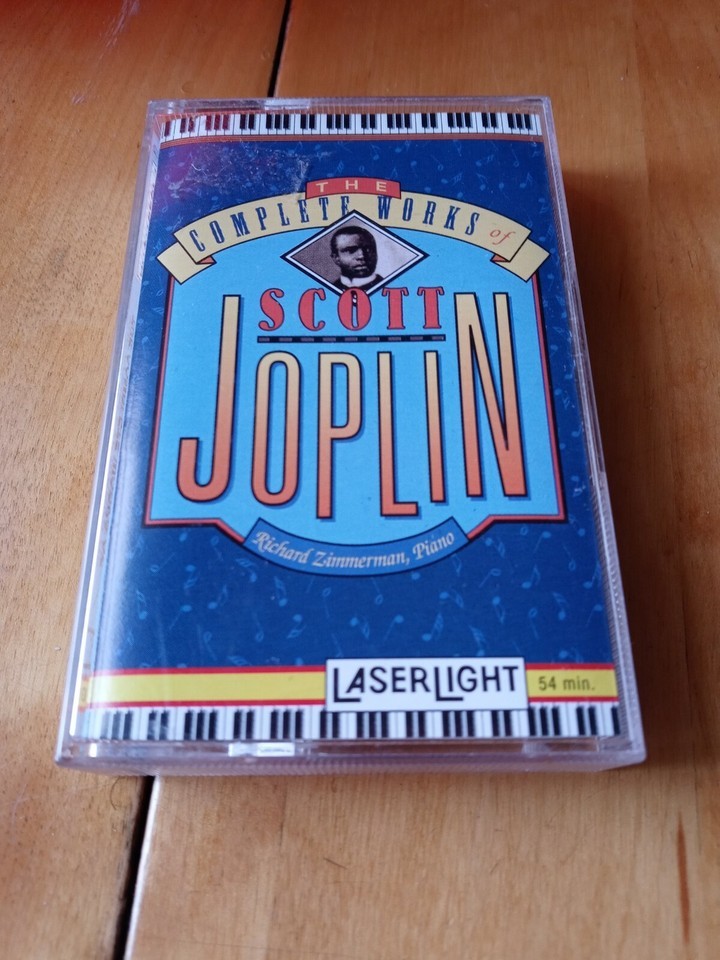 THE
COMPLETE WORKS of
SCOTT
JOPLIN
Richard Zimmerman, Piano
LASERLIGHT
54 min.